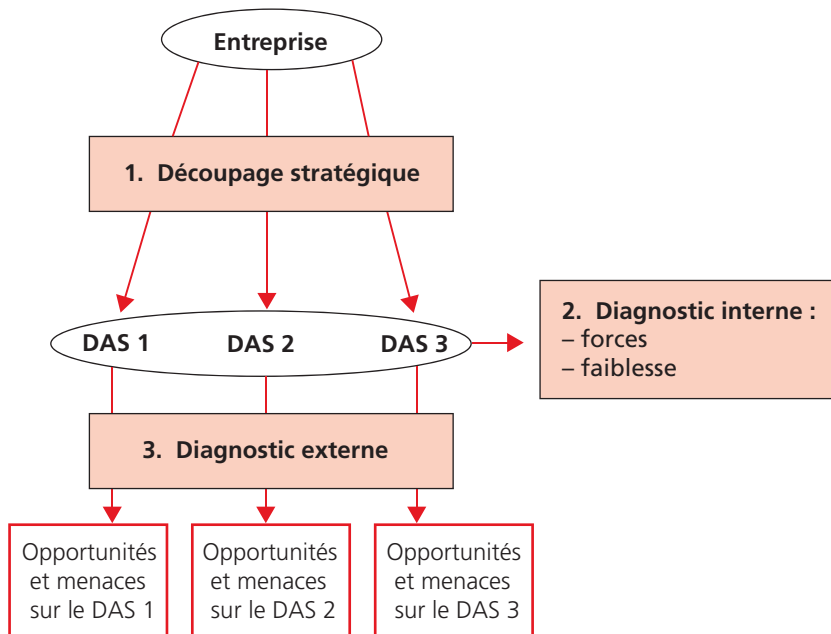 Entreprise
1. Découpage stratégique
DAS 1
DAS 2
DAS 3
2. Diagnostic interne :
– forces
– faiblesse
3. Diagnostic externe
Opportunités
et menaces
sur le DAS 1
Opportunités
et menaces
sur le DAS 2
Opportunités
et menaces
sur le DAS 3